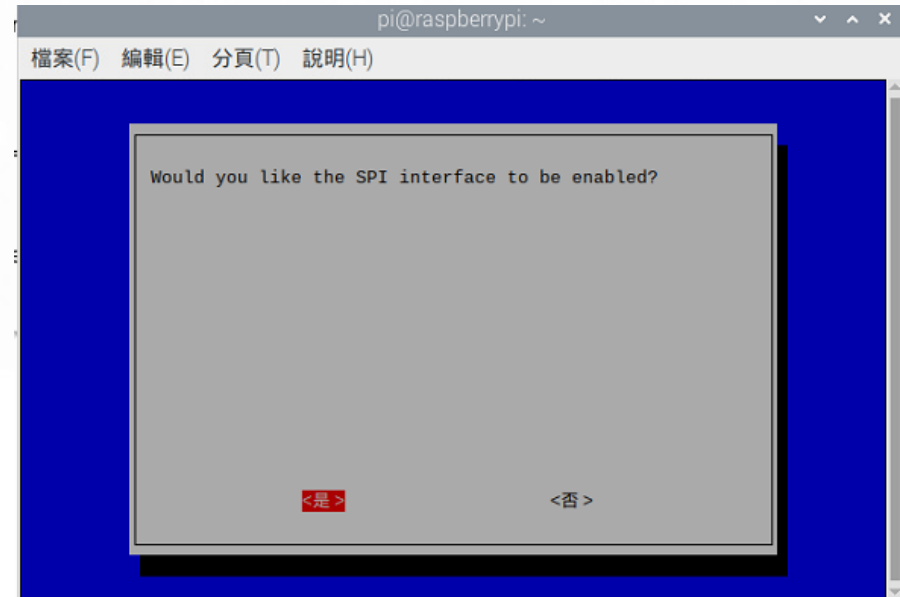 pi@raspberrypi: ~
檔案(F) 編輯(E) 分頁(T) 說明(H)
Would you like the SPI interface to be enabled?
<是> <否>